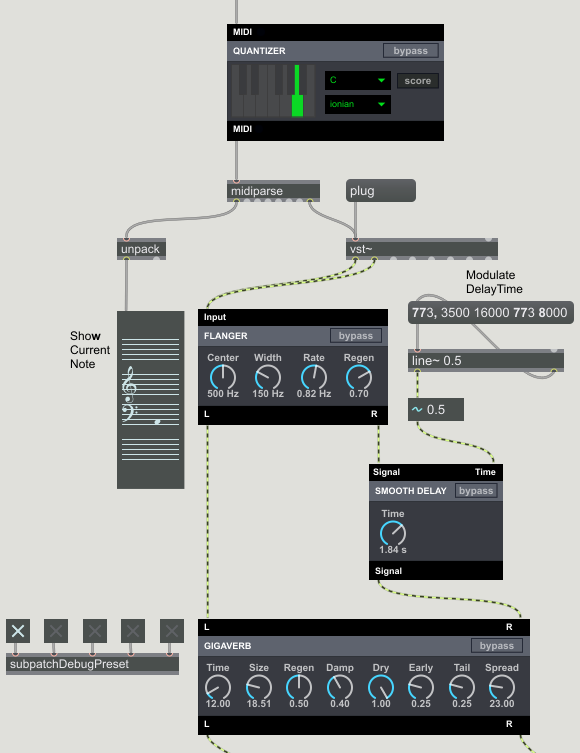 MIDI
QUANTIZER bypass
C
score
ionian
MIDI
midiparse
plug
unpack
vst~
Modulate
DelayTime
773, 3500 16000 773 8000
Input
FLANGER bypass
Center Width Rate Regen
500 Hz 150 Hz 0.82 Hz 0.70
L R
Show
Current
Note
line~ 0.5
~ 0.5
Signal Time
SMOOTH DELAY bypass
Time
1.84 s
Signal
subpatchDebugPreset
L R
GIGAVERB bypass
Time Size Regen Damp Dry Early Tail Spread
12.00 18.51 0.50 0.40 1.00 0.25 0.25 23.00
L R